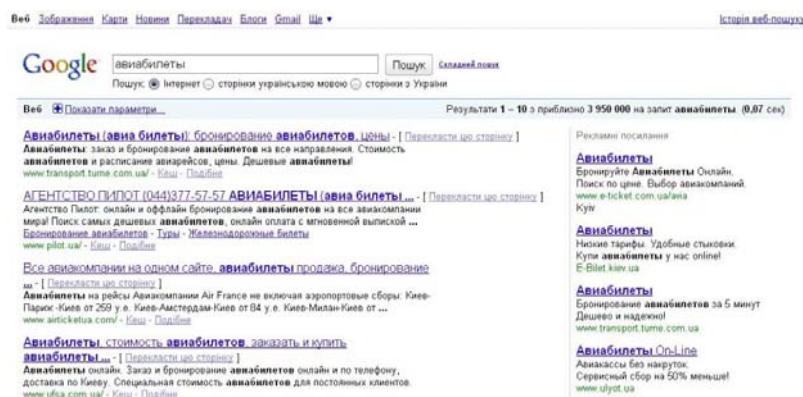 Веб Зображення Карти Новини Перекладач Блоги Gmail Ще ▼
Історія веб-пошуку
Google
авиабилеты
Пошук
Складний пошук
Пошук: Інтернет сторінки українською мовою сторінки з України
Веб Показати параметри...
Результати 1 – 10 з приблизно 3 950 000 на запит авиабилеты. (0,07 сек)
Авиабилеты (авиа билеты): бронирование авиабилетов, цены - [ Перекласти цю сторінку ]
Авиабилеты: заказ и бронирование авиабилетов на все направления. Стоимость
авиабилетов и расписание авиарейсов, цены. Дешевые авиабилеты!
www.transport.turne.com.ua/ - Кеш - Подібне
АГЕНТСТВО ПИЛОТ (044)377-57-57 АВИАБИЛЕТЫ (авиа билеты ... - [ Перекласти цю сторінку ]
Агентство Пилот: онлайн и оффлайн бронирование авиабилетов на все авиакомпании
мира! Поиск самых дешевых авиабилетов, онлайн оплата с мгновенной выпиской ...
Бронирование авиабилетов - Туры - Железнодорожные билеты
www.pilot.ua/ - Кеш - Подібне
Все авиакомпании на одном сайте, авиабилеты продажа, бронирование
... - [ Перекласти цю сторінку ]
Авиабилеты на рейсы Авиакомпании Air France не включая аэропортовые сборы: Киев-
Париж -Киев от 259 у.е. Киев-Амстердам-Киев от 84 у.е. Киев-Милан-Киев от ...
www.airticketua.com/ - Кеш - Подібне
Авиабилеты, стоимость авиабилетов, заказать и купить
авиабилеты ... - [ Перекласти цю сторінку ]
Авиабилеты онлайн. Заказ и бронирование авиабилетов онлайн и по телефону,
доставка по Киеву. Специальная стоимость авиабилетов для постоянных клиентов.
www.ufsa.com.ua/ - Кеш - Подібне
Рекламні посилання
Авиабилеты
Бронируйте Авиабилеты Онлайн.
Поиск по цене. Выбор авиакомпаний.
www.e-ticket.com.ua/avia
Kyiv
Авиабилеты
Низкие тарифы. Удобные стыковки.
Купи авиабилеты у нас online!
E-Bilet.kiev.ua
Авиабилеты
Бронирование авиабилетов за 5 минут
Дешево и надежно!
www.transport.turne.com.ua
Авиабилеты On-Line
Авиакассы без накруток.
Сервисный сбор на 50% меньше!
www.ulyot.ua